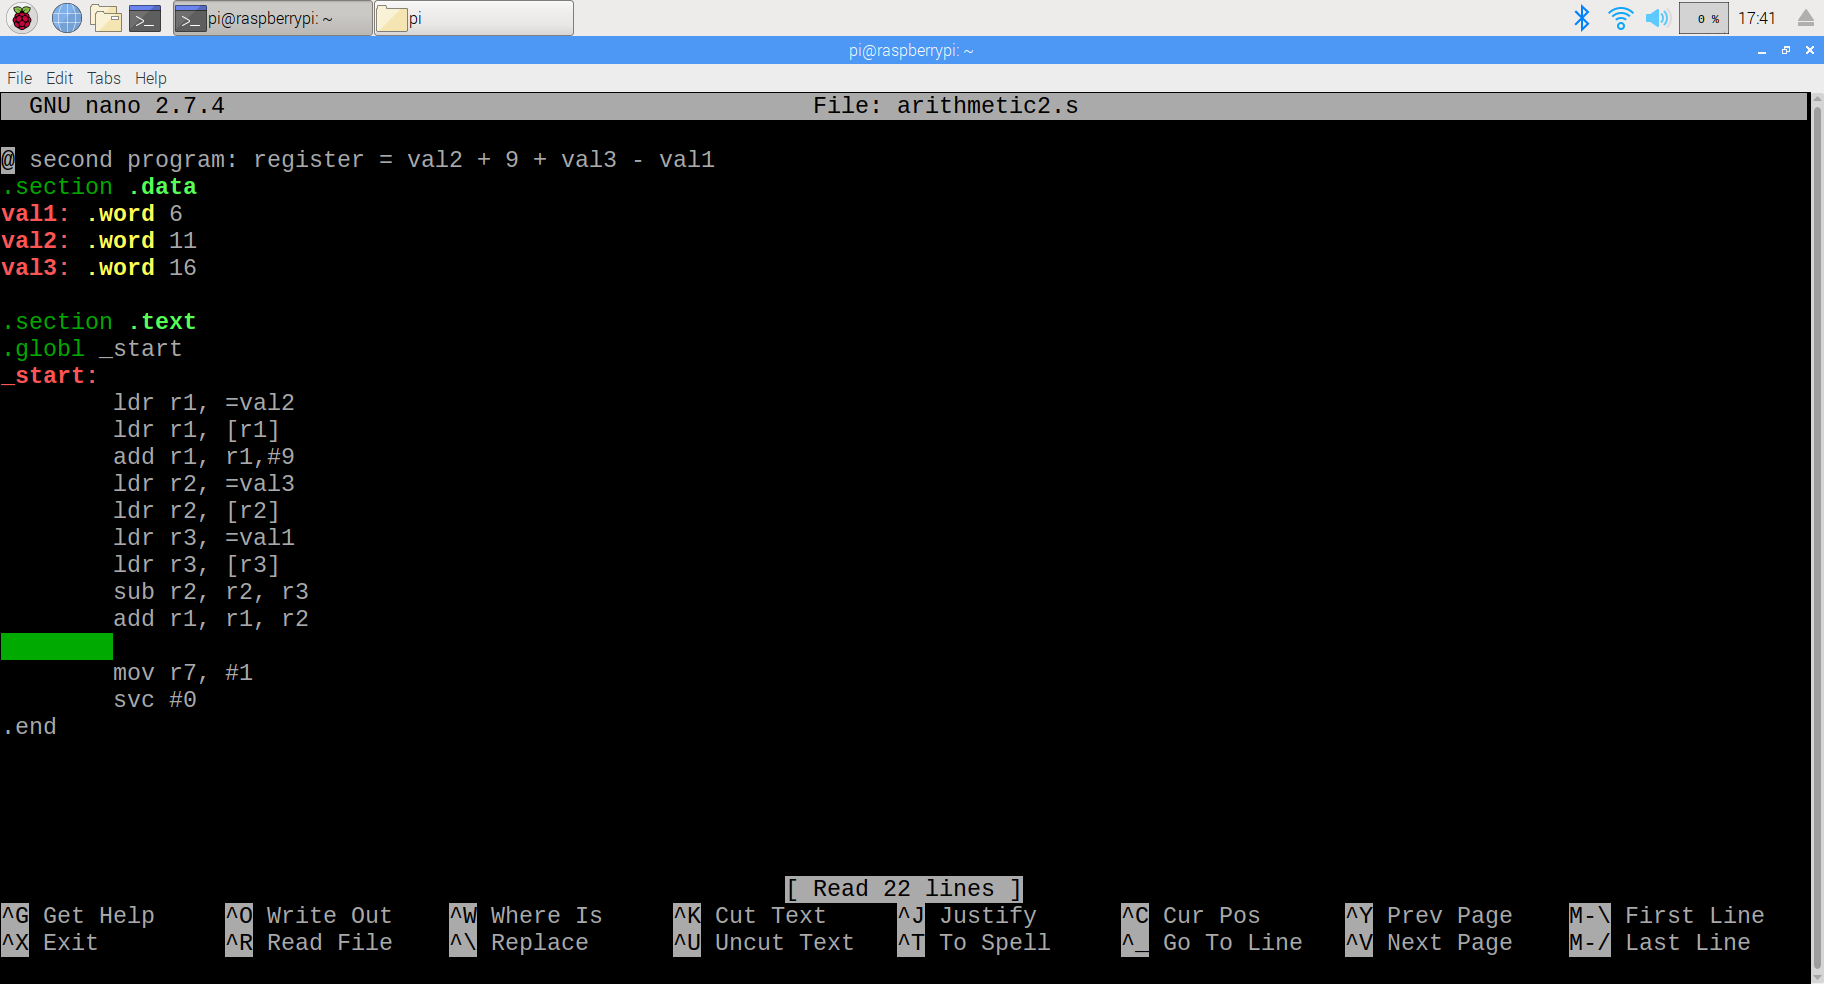 pi@raspberrypi: ~ pi 0 % 17:41
pi@raspberrypi: ~
File Edit Tabs Help
GNU nano 2.7.4 File: arithmetic2.s
@ second program: register = val2 + 9 + val3 - val1
.section .data
val1: .word 6
val2: .word 11
val3: .word 16
.section .text
.globl _start
_start:
ldr r1, =val2
ldr r1, [r1]
add r1, r1,#9
ldr r2, =val3
ldr r2, [r2]
ldr r3, =val1
ldr r3, [r3]
sub r2, r2, r3
add r1, r1, r2
mov r7, #1
svc #0
.end
[ Read 22 lines ]
^G Get Help ^O Write Out ^W Where Is ^K Cut Text ^J Justify ^C Cur Pos ^Y Prev Page M-\ First Line
^X Exit ^R Read File ^\ Replace ^U Uncut Text ^T To Spell ^_ Go To Line ^V Next Page M-/ Last Line